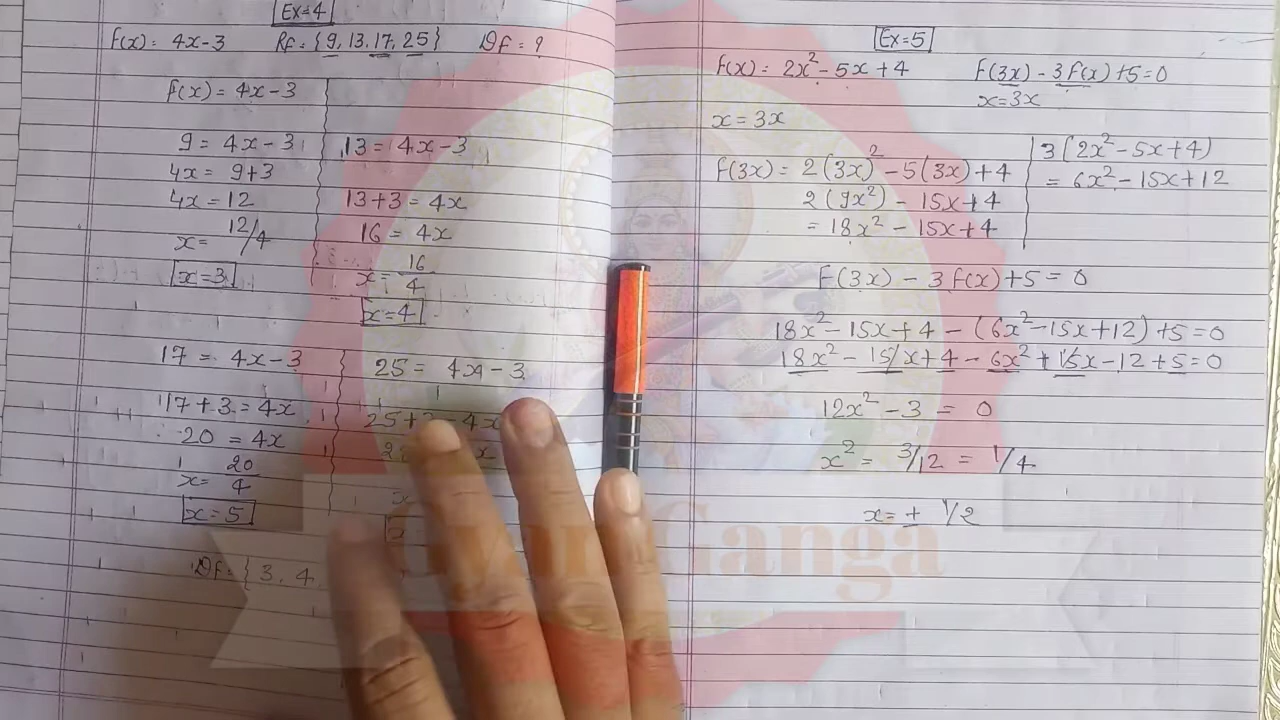 Ex=4
f(x) = 4x-3 Rf = {9, 13, 17, 25} Df = ?
f(x) = 4x-3
9 = 4x-3
4x = 9+3
4x = 12
x = 12/4
x=3
13 = 4x-3
13+3 = 4x
16 = 4x
x = 16/4
x=4
17 = 4x-3
17+3 = 4x
20 = 4x
x = 20/4
x=5
25 = 4x-3
25+ 4x
x
Df = { 3, 4
Ex=5
f(x) = 2x²-5x+4 f(3x) - 3f(x)+5=0
x=3x
x=3x
f(3x) = 2(3x)² -5(3x)+4
2(9x²) - 15x+4
= 18x² - 15x+4
3(2x²-5x+4)
= 6x²-15x+12
f(3x) - 3f(x)+5=0
18x²-15x+4 -(6x²-15x+12)+5=0
18x²-15x+4-6x²+15x-12+5=0
12x²-3 = 0
x² = 3/12 = 1/4
x= ± 1/2
Gyan Ganga